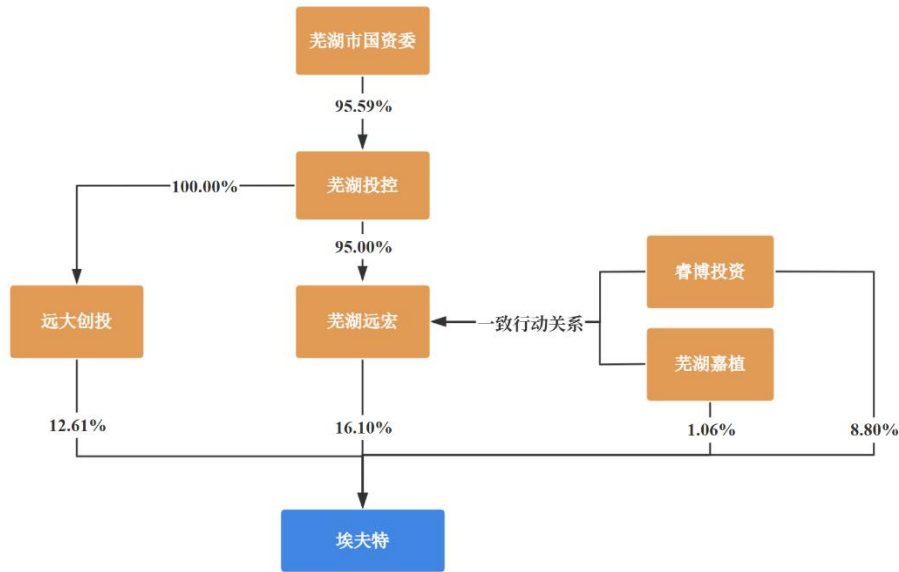 芜湖市国资委
95.59%
芜湖投控
100.00%
95.00%
睿博投资
远大创投
芜湖远宏
一致行动关系
芜湖嘉植
12.61%
16.10%
1.06%
8.80%
埃夫特